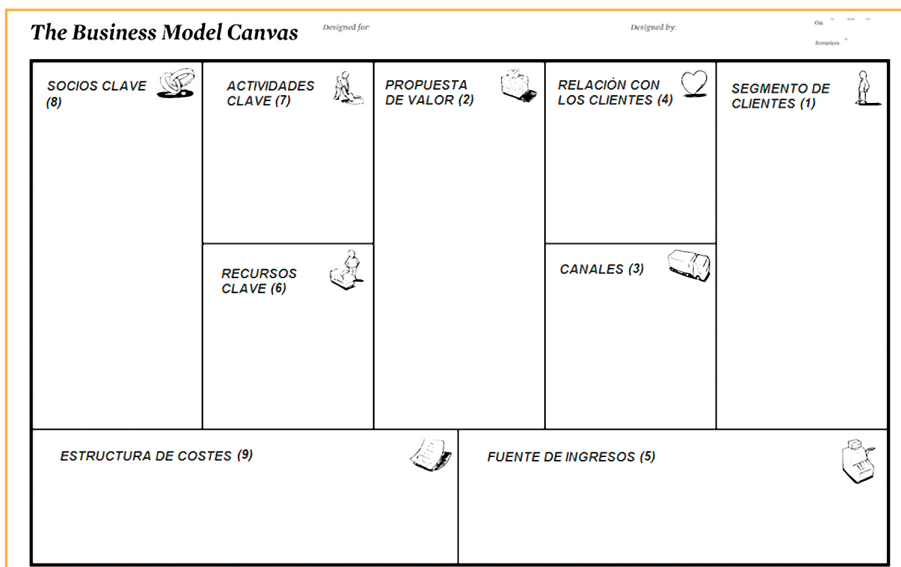 The Business Model Canvas
Designed for:
Designed by:
On:
Iteration:
SOCIOS CLAVE
(8)
ACTIVIDADES
CLAVE (7)
PROPUESTA
DE VALOR (2)
RELACIÓN CON
LOS CLIENTES (4)
SEGMENTO DE
CLIENTES (1)
RECURSOS
CLAVE (6)
CANALES (3)
ESTRUCTURA DE COSTES (9)
FUENTE DE INGRESOS (5)